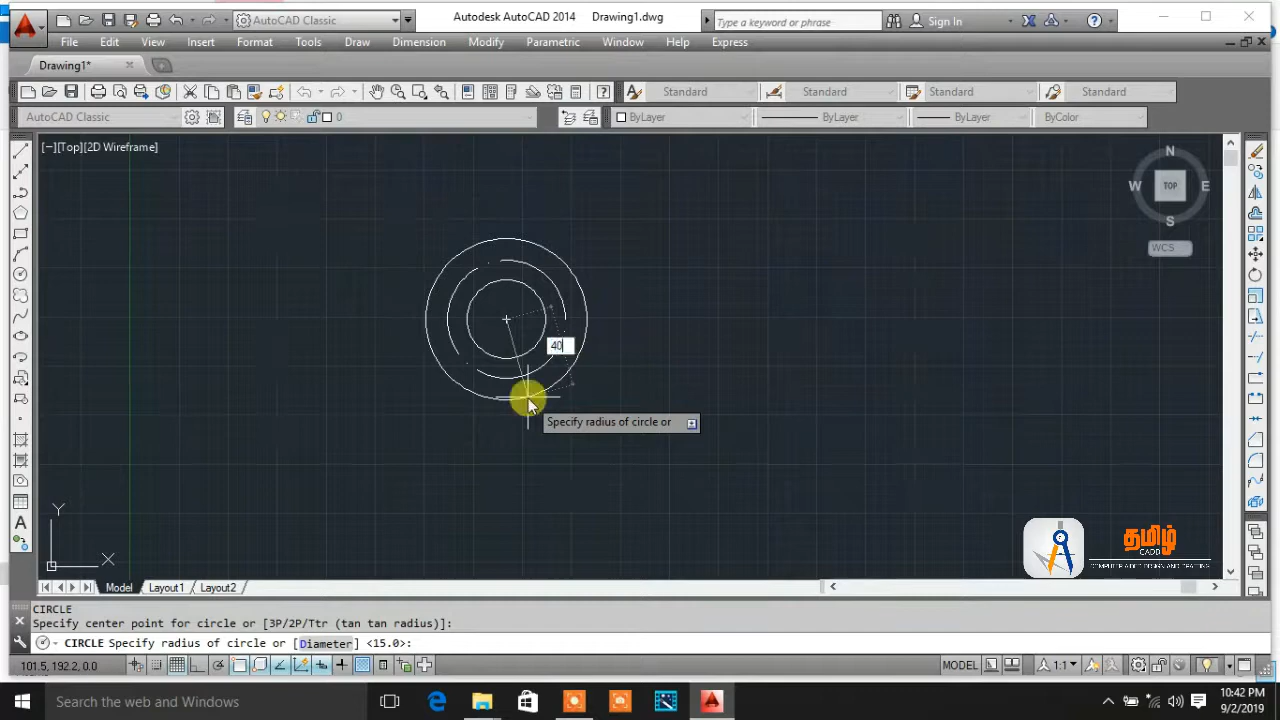 AutoCAD Classic
Autodesk AutoCAD 2014 Drawing1.dwg
Type a keyword or phrase
Sign In
File Edit View Insert Format Tools Draw Dimension Modify Parametric Window Help Express
Drawing1*
Standard Standard Standard Standard
AutoCAD Classic 0 ByLayer ByLayer ByLayer ByColor
[−][Top][2D Wireframe]
N
W TOP E
S
WCS
40
Specify radius of circle or
Y
X
தமிழ்
CADD
Model Layout1 Layout2
CIRCLE
Specify center point for circle or [3P/2P/Ttr (tan tan radius)]:
CIRCLE Specify radius of circle or [Diameter] <15.0>:
101.5, 192.2, 0.0 MODEL 1:1
Search the web and Windows
10:42 PM
9/2/2019